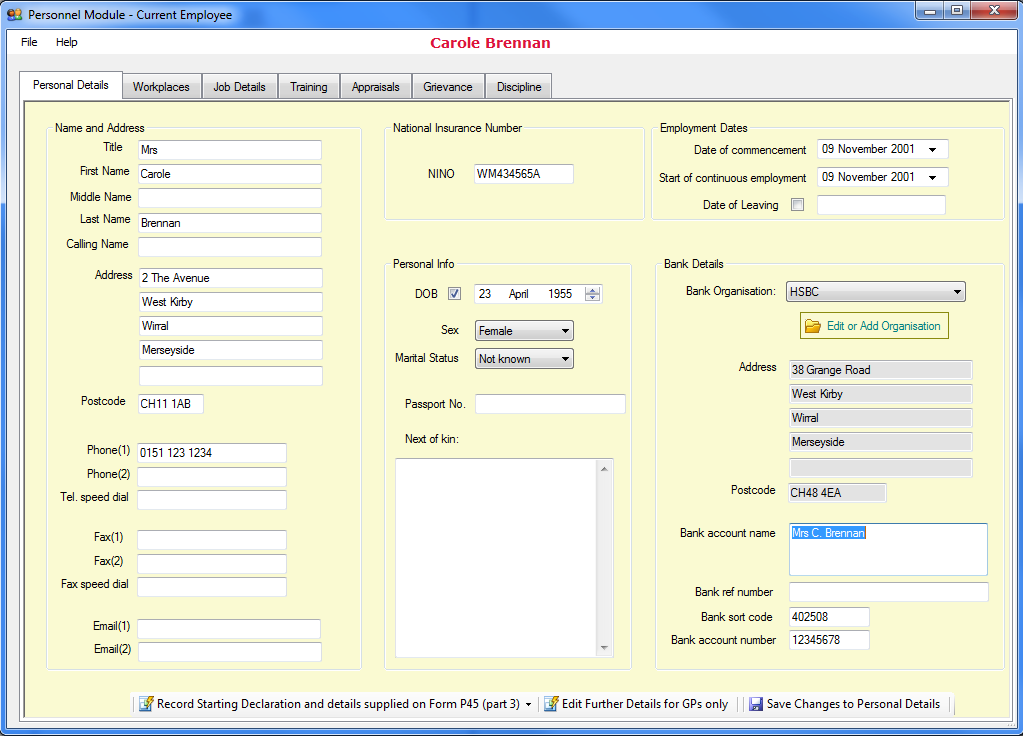 Personnel Module - Current Employee
File Help
Carole Brennan
Personal Details Workplaces Job Details Training Appraisals Grievance Discipline
Name and Address
Title Mrs
First Name Carole
Middle Name
Last Name Brennan
Calling Name
Address 2 The Avenue
West Kirby
Wirral
Merseyside
Postcode CH11 1AB
Phone(1) 0151 123 1234
Phone(2)
Tel. speed dial
Fax(1)
Fax(2)
Fax speed dial
Email(1)
Email(2)
National Insurance Number
NINO WM434565A
Personal Info
DOB 23 April 1955
Sex Female
Marital Status Not known
Passport No.
Next of kin:
Employment Dates
Date of commencement 09 November 2001
Start of continuous employment 09 November 2001
Date of Leaving
Bank Details
Bank Organisation: HSBC
Edit or Add Organisation
Address 38 Grange Road
West Kirby
Wirral
Merseyside
Postcode CH48 4EA
Bank account name Mrs C. Brennan
Bank ref number
Bank sort code 402508
Bank account number 12345678
Record Starting Declaration and details supplied on Form P45 (part 3) Edit Further Details for GPs only Save Changes to Personal Details